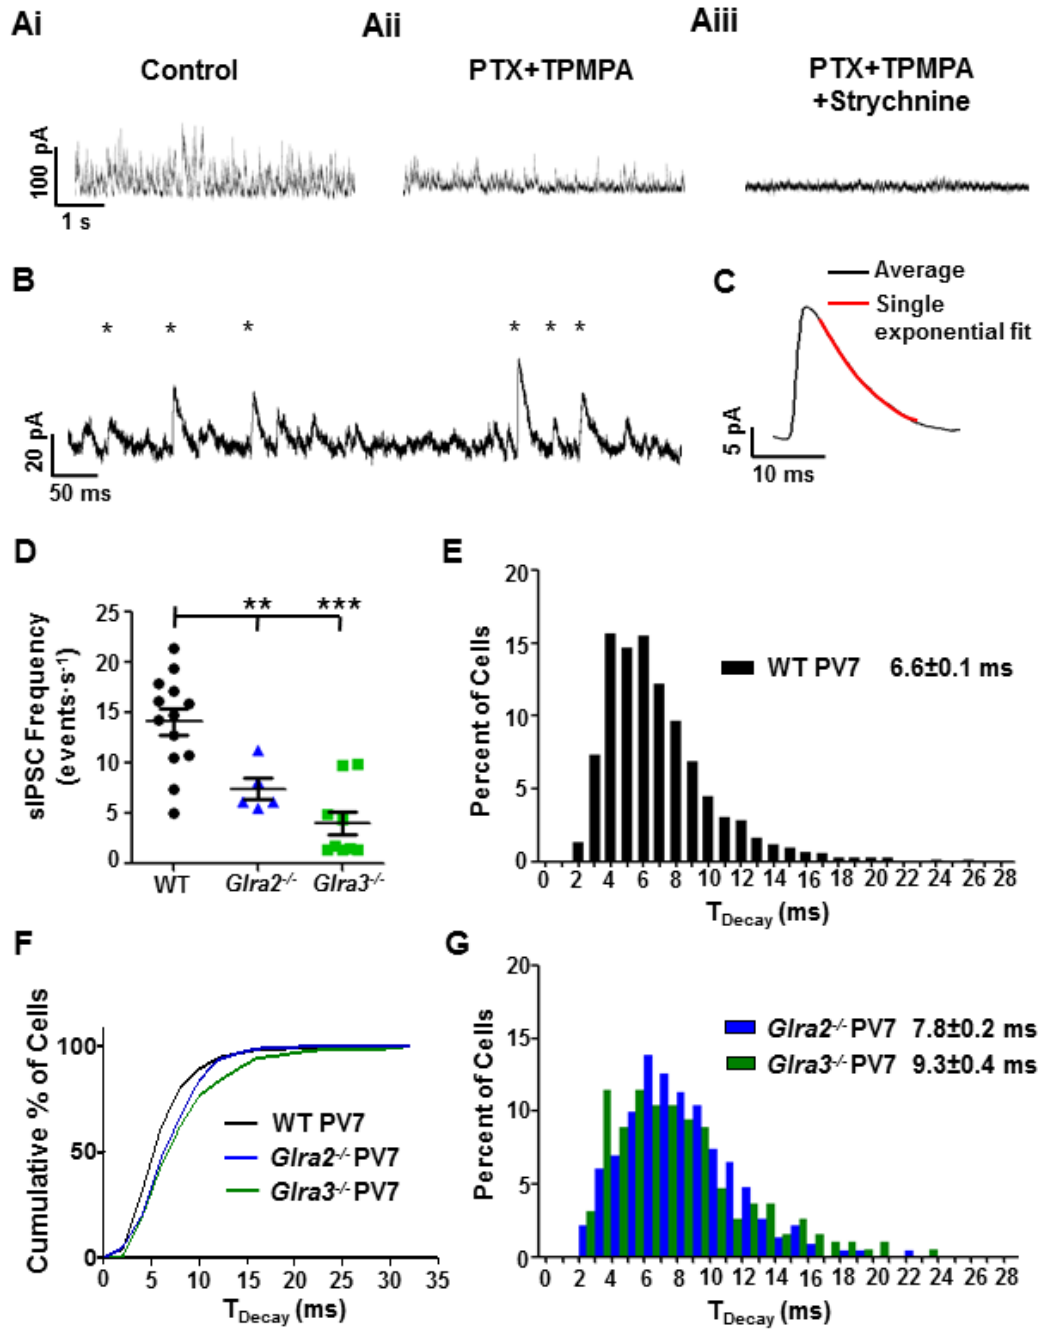 Ai
Aii
Aiii
Control
PTX+TPMPA
PTX+TPMPA
+Strychnine
100 pA
1 s
B
* * * * * *
20 pA
50 ms
C
Average
Single
exponential fit
5 pA
10 ms
D
** ***
25
20
15
10
5
0
sIPSC Frequency
(events·s⁻¹)
WT Glra2⁻/⁻ Glra3⁻/⁻
E
20
15
10
5
0
Percent of Cells
WT PV7 6.6±0.1 ms
0 2 4 6 8 10 12 14 16 18 20 22 24 26 28
TDecay (ms)
F
Cumulative % of Cells
100
50
0
WT PV7
Glra2⁻/⁻ PV7
Glra3⁻/⁻ PV7
0 5 10 15 20 25 30 35
TDecay (ms)
G
20
15
10
5
0
Percent of Cells
Glra2⁻/⁻ PV7 7.8±0.2 ms
Glra3⁻/⁻ PV7 9.3±0.4 ms
0 2 4 6 8 10 12 14 16 18 20 22 24 26 28
TDecay (ms)